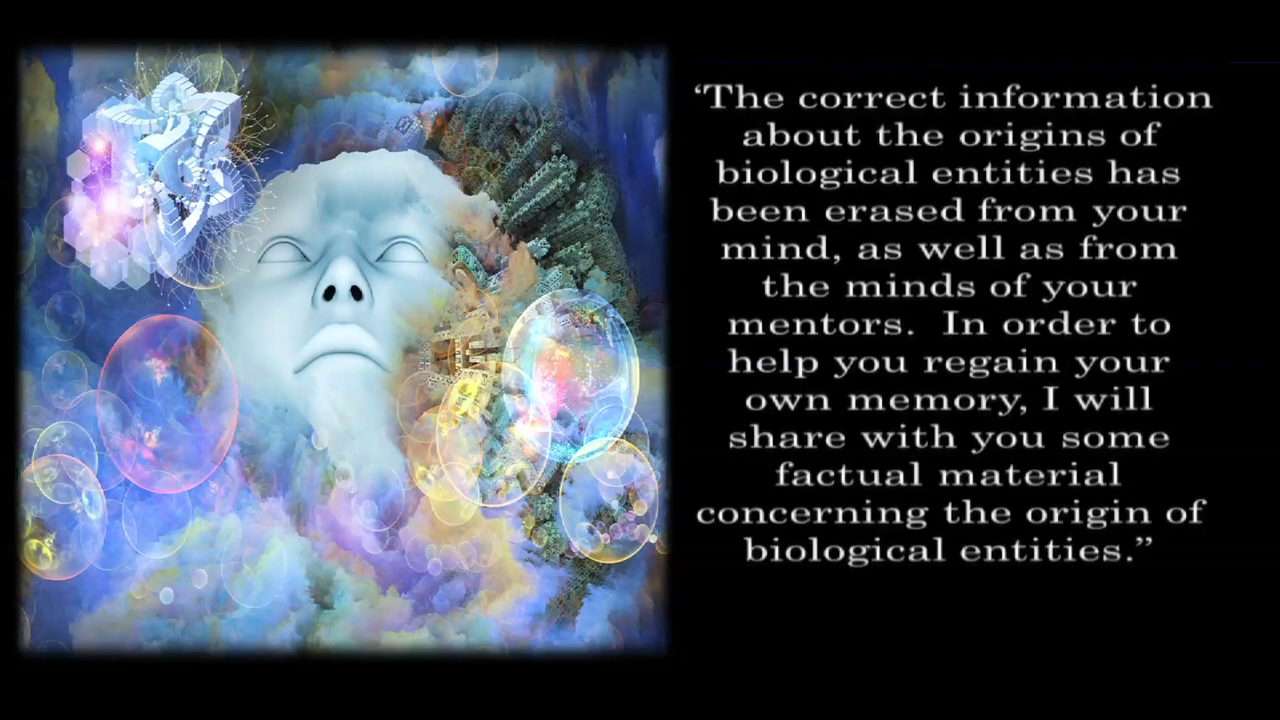 “The correct information
about the origins of
biological entities has
been erased from your
mind, as well as from
the minds of your
mentors.  In order to
help you regain your
own memory, I will
share with you some
factual material
concerning the origin of
biological entities.”